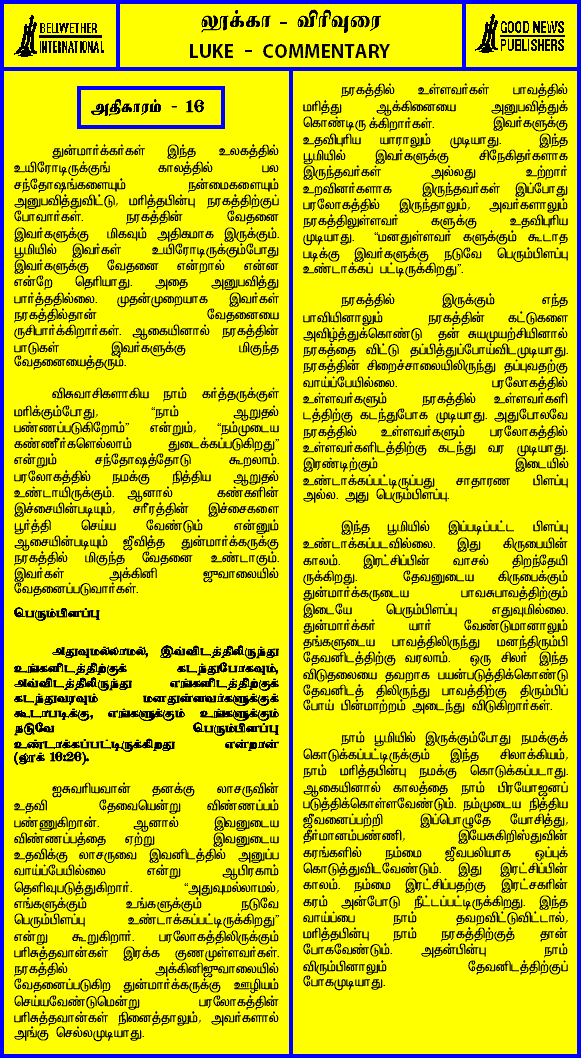 BELWETHER
INTERNATIONAL
லூக்கா - விரிவுரை
LUKE - COMMENTARY
GOOD NEWS
PUBLISHERS
அதிகாரம் - 16
துன்மார்க்கர்கள் இந்த உலகத்தில்
உயிரோடிருக்குங் காலத்தில் பல
சந்தோஷங்களையும் நன்மைகளையும்
அனுபவித்துவிட்டு, மரித்தபின்பு நரகத்திற்குப்
போவார்கள். நரகத்தின் வேதனை
இவர்களுக்கு மிகவும் அதிகமாக இருக்கும்.
பூமியில் இவர்கள் உயிரோடிருக்கும்போது
இவர்களுக்கு வேதனை என்றால் என்ன
என்றே தெரியாது. அதை அனுபவித்து
பார்த்ததில்லை. முதன்முறையாக இவர்கள்
நரகத்தில்தான் வேதனையை
ருசிபார்க்கிறார்கள். ஆகையினால் நரகத்தின்
பாடுகள் இவர்களுக்கு மிகுந்த
வேதனையைத்தரும்.
விசுவாசிகளாகிய நாம் கர்த்தருக்குள்
மரிக்கும்போது, "நாம் ஆறுதல்
பண்ணப்படுகிறோம்" என்றும், "நம்முடைய
கண்ணீர்களெல்லாம் துடைக்கப்படுகிறது"
என்றும் சந்தோஷத்தோடு கூறலாம்.
பரலோகத்தில் நமக்கு நித்திய ஆறுதல்
உண்டாயிருக்கும். ஆனால் கண்களின்
இச்சையின்படியும், சரீரத்தின் இச்சைகளை
பூர்த்தி செய்ய வேண்டும் என்னும்
ஆசையின்படியும் ஜீவித்த துன்மார்க்கருக்கு
நரகத்தில் மிகுந்த வேதனை உண்டாகும்.
இவர்கள் அக்கினி ஜுவாலையில்
வேதனைப்படுவார்கள்.
பெரும்பிளப்பு
அதுவுமல்லாமல், இவ்விடத்திலிருந்து
உங்களிடத்திற்குக் கடந்துபோகவும்,
அவ்விடத்திலிருந்து எங்களிடத்திற்குக்
கடந்துவரவும் மனதுள்ளவர்களுக்குக்
கூடாபடிக்கு, எங்களுக்கும் உங்களுக்கும்
நடுவே பெரும்பிளப்பு
உண்டாக்கப்பட்டிருக்கிறது என்றான்
(லூக் 16:26).
ஐசுவரியவான் தனக்கு லாசருவின்
உதவி தேவையென்று விண்ணப்பம்
பண்ணுகிறான். ஆனால் இவனுடைய
விண்ணப்பத்தை ஏற்று இவனுடைய
உதவிக்கு லாசருவை இவனிடத்தில் அனுப்ப
வாய்ப்பேயில்லை என்று ஆபிரகாம்
தெளிவுபடுத்துகிறார். "அதுவுமல்லாமல்,
எங்களுக்கும் உங்களுக்கும் நடுவே
பெரும்பிளப்பு உண்டாக்கப்பட்டிருக்கிறது"
என்று கூறுகிறார். பரலோகத்திலிருக்கும்
பரிசுத்தவான்கள் இரக்க குணமுள்ளவர்கள்.
நரகத்தில் அக்கினிஜுவாலையில்
வேதனைப்படுகிற துன்மார்க்கருக்கு ஊழியம்
செய்யவேண்டுமென்று பரலோகத்தின்
பரிசுத்தவான்கள் நினைத்தாலும், அவர்களால்
அங்கு செல்லமுடியாது.
நரகத்தில் உள்ளவர்கள் பாவத்தில்
மரித்து ஆக்கினையை அனுபவித்துக்
கொண்டிரு க்கிறார்கள். இவர்களுக்கு
உதவிபுரிய யாராலும் முடியாது. இந்த
பூமியில் இவர்களுக்கு சிநேகிதர்களாக
இருந்தவர்கள் அல்லது உற்றார்
உறவினர்களாக இருந்தவர்கள் இப்போது
பரலோகத்தில் இருந்தாலும், அவர்களாலும்
நரகத்திலுள்ளவர் களுக்கு உதவிபுரிய
முடியாது. "மனதுள்ளவர் களுக்கும் கூடாத
படிக்கு இவர்களுக்கு நடுவே பெரும்பிளப்பு
உண்டாக்கப் பட்டிருக்கிறது".
நரகத்தில் இருக்கும் எந்த
பாவியினாலும் நரகத்தின் கட்டுகளை
அவிழ்த்துக்கொண்டு தன் சுயமுயற்சியினால்
நரகத்தை விட்டு தப்பித்துப்போய்விடமுடியாது.
நரகத்தின் சிறைச்சாலையிலிருந்து தப்புவதற்கு
வாய்ப்பேயில்லை. பரலோகத்தில்
உள்ளவர்களும் நரகத்தில் உள்ளவர்களி
டத்திற்கு கடந்துபோக முடியாது. அதுபோலவே
நரகத்தில் உள்ளவர்களும் பரலோகத்தில்
உள்ளவர்களிடத்திற்கு கடந்து வர முடியாது.
இரண்டிற்கும் இடையில்
உண்டாக்கப்பட்டிருப்பது சாதாரண பிளப்பு
அல்ல. அது பெரும்பிளப்பு.
இந்த பூமியில் இப்படிப்பட்ட பிளப்பு
உண்டாக்கப்படவில்லை. இது கிருபையின்
காலம். இரட்சிப்பின் வாசல் திறந்தேயி
ருக்கிறது. தேவனுடைய கிருபைக்கும்
துன்மார்க்கருடைய பாவசுபாவத்திற்கும்
இடையே பெரும்பிளப்பு எதுவுமில்லை.
துன்மார்க்கர் யார் வேண்டுமானாலும்
தங்களுடைய பாவத்திலிருந்து மனந்திரும்பி
தேவனிடத்திற்கு வரலாம். ஒரு சிலர் இந்த
விடுதலையை தவறாக பயன்படுத்திக்கொண்டு
தேவனிடத் திலிருந்து பாவத்திற்கு திரும்பிப்
போய் பின்மாற்றம் அடைந்து விடுகிறார்கள்.
நாம் பூமியில் இருக்கும்போது நமக்குக்
கொடுக்கப்பட்டிருக்கும் இந்த சிலாக்கியம்,
நாம் மரித்தபின்பு நமக்கு கொடுக்கப்படாது.
ஆகையினால் காலத்தை நாம் பிரயோஜனப்
படுத்திக்கொள்ளவேண்டும். நம்முடைய நித்திய
ஜீவனைப்பற்றி இப்பொழுதே யோசித்து,
தீர்மானம்பண்ணி, இயேசுகிறிஸ்துவின்
கரங்களில் நம்மை ஜீவபலியாக ஒப்புக்
கொடுத்துவிடவேண்டும். இது இரட்சிப்பின்
காலம். நம்மை இரட்சிப்பதற்கு இரட்சகரின்
கரம் அன்போடு நீட்டப்பட்டிருக்கிறது. இந்த
வாய்ப்பை நாம் தவறவிட்டுவிட்டால்,
மரித்தபின்பு நாம் நரகத்திற்குத் தான்
போகவேண்டும். அதன்பின்பு நாம்
விரும்பினாலும் தேவனிடத்திற்குப்
போகமுடியாது.